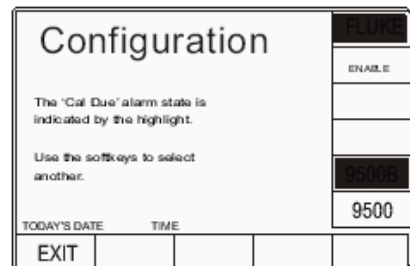 Configuration
FLUKE
ENABLE
The 'Cal Due' alarm state is
indicated by the highlight.
Use the softkeys to select
another.
9500B
9500
TODAY'S DATE TIME
EXIT